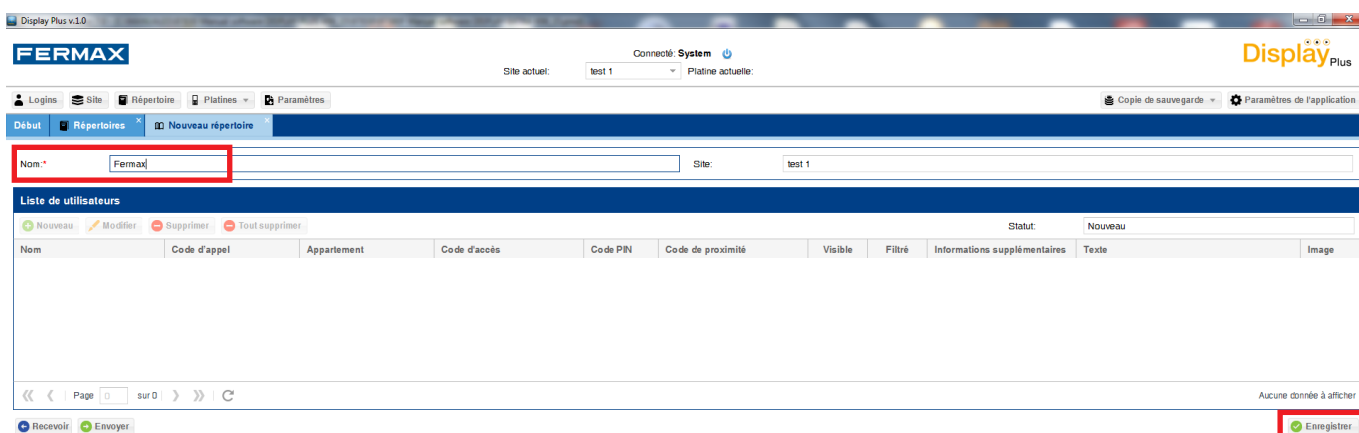 Display Plus v.1.0
FERMAX
Connecté: System
Display Plus
Site actuel: test 1 Platine actuelle:
Logins Site Répertoire Platines Paramètres Copie de sauvegarde Paramètres de l'application
Début Répertoires Nouveau répertoire
Nom:* Fermax Site: test 1
Liste de utilisateurs
Nouveau Modifier Supprimer Tout supprimer Statut: Nouveau
Nom Code d'appel Appartement Code d'accès Code PIN Code de proximité Visible Filtré Informations supplémentaires Texte Image
Page 0 sur 0 Aucune donnée à afficher
Recevoir Envoyer Enregistrer